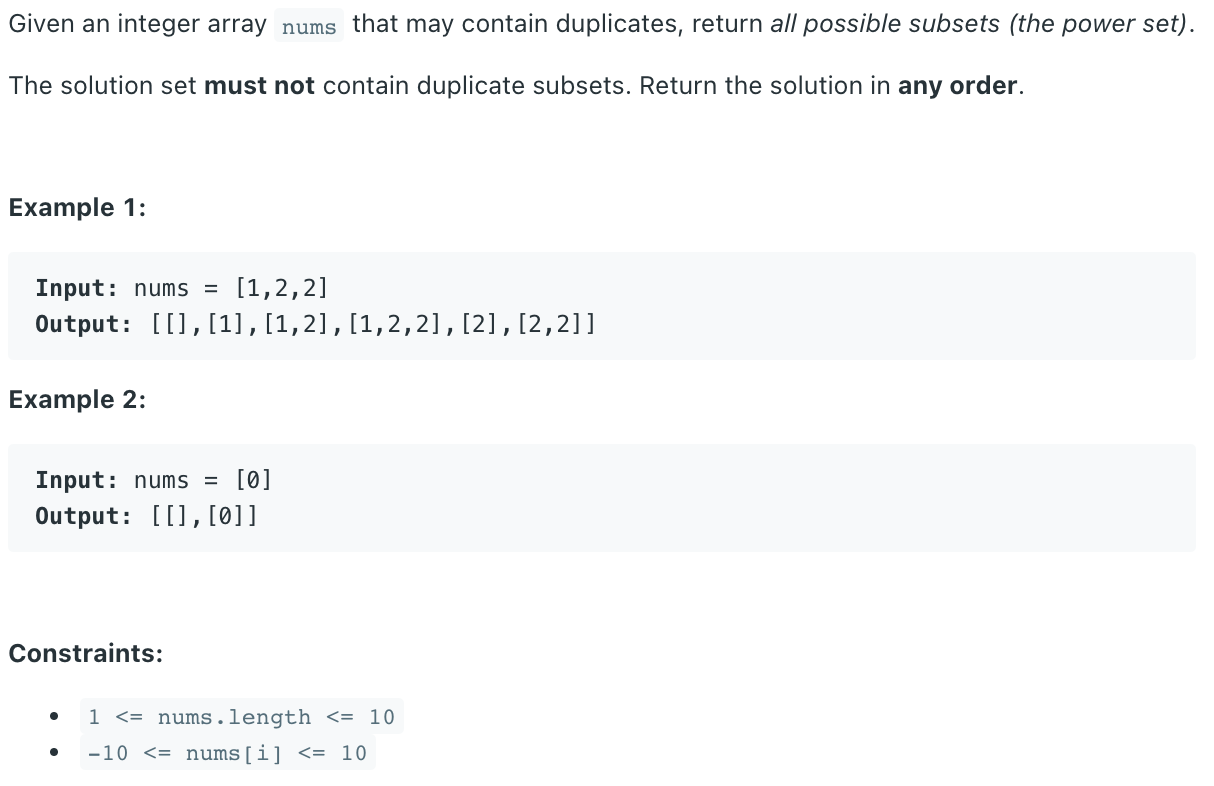 Given an integer array nums that may contain duplicates, return all possible subsets (the power set).
The solution set must not contain duplicate subsets. Return the solution in any order.
Example 1:
Input: nums = [1,2,2]
Output: [[],[1],[1,2],[1,2,2],[2],[2,2]]
Example 2:
Input: nums = [0]
Output: [[],[0]]
Constraints:
• 1 <= nums.length <= 10
• -10 <= nums[i] <= 10